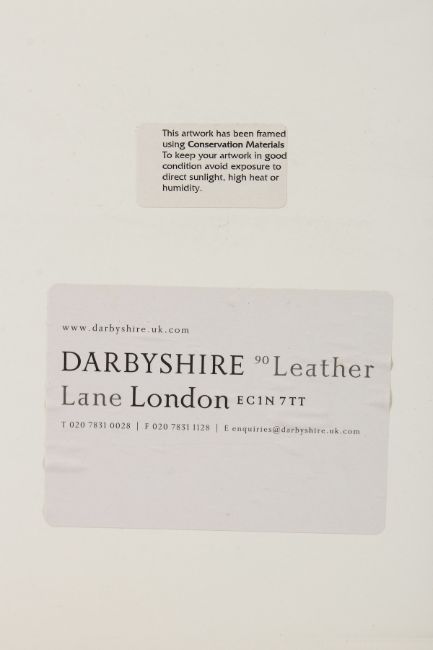 This artwork has been framed
using Conservation Materials
To keep your artwork in good
condition avoid exposure to
direct sunlight, high heat or
humidity.
www.darbyshire.uk.com
DARBYSHIRE 90 Leather
Lane London EC1N 7TT
T 020 7831 0028 | F 020 7831 1128 | E enquiries@darbyshire.uk.com